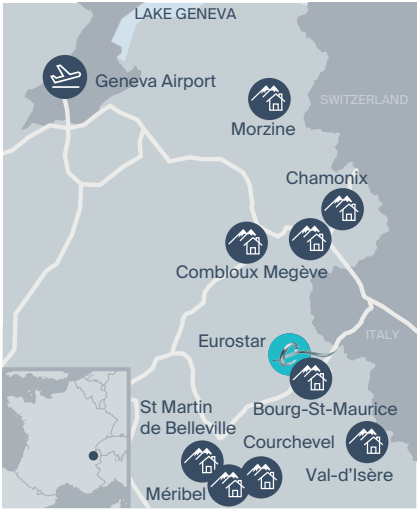 LAKE GENEVA
Geneva Airport
SWITZERLAND
Morzine
Chamonix
Combloux Megève
ITALY
Eurostar
Bourg-St-Maurice
St Martin
de Belleville
Courchevel
Val-d'Isère
Méribel